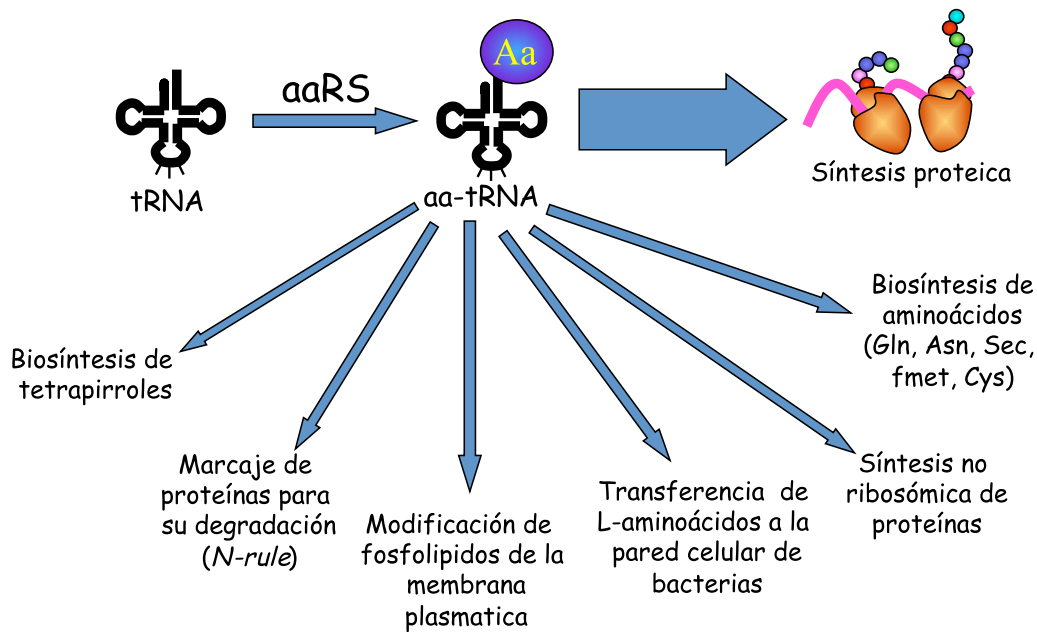 Aa
aaRS
tRNA
aa-tRNA
Síntesis proteica
Biosíntesis de
tetrapirroles
Marcaje de
proteínas para
su degradación
(N-rule)
Modificación de
fosfolipidos de la
membrana
plasmatica
Transferencia de
L-aminoácidos a la
pared celular de
bacterias
Síntesis no
ribosómica de
proteínas
Biosíntesis de
aminoácidos
(Gln, Asn, Sec,
fmet, Cys)